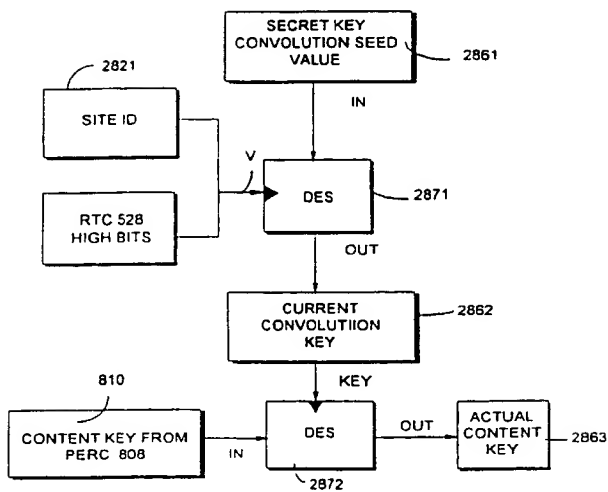 SECRET KEY
CONVOLUTION SEED
VALUE
2861
2821
IN
SITE ID
V
DES
2871
RTC 528
HIGH BITS
OUT
CURRENT
CONVOLUTIION
KEY
2862
810
KEY
CONTENT KEY FROM
PERC 808
IN
DES
OUT
ACTUAL
CONTENT
KEY
2863
2872